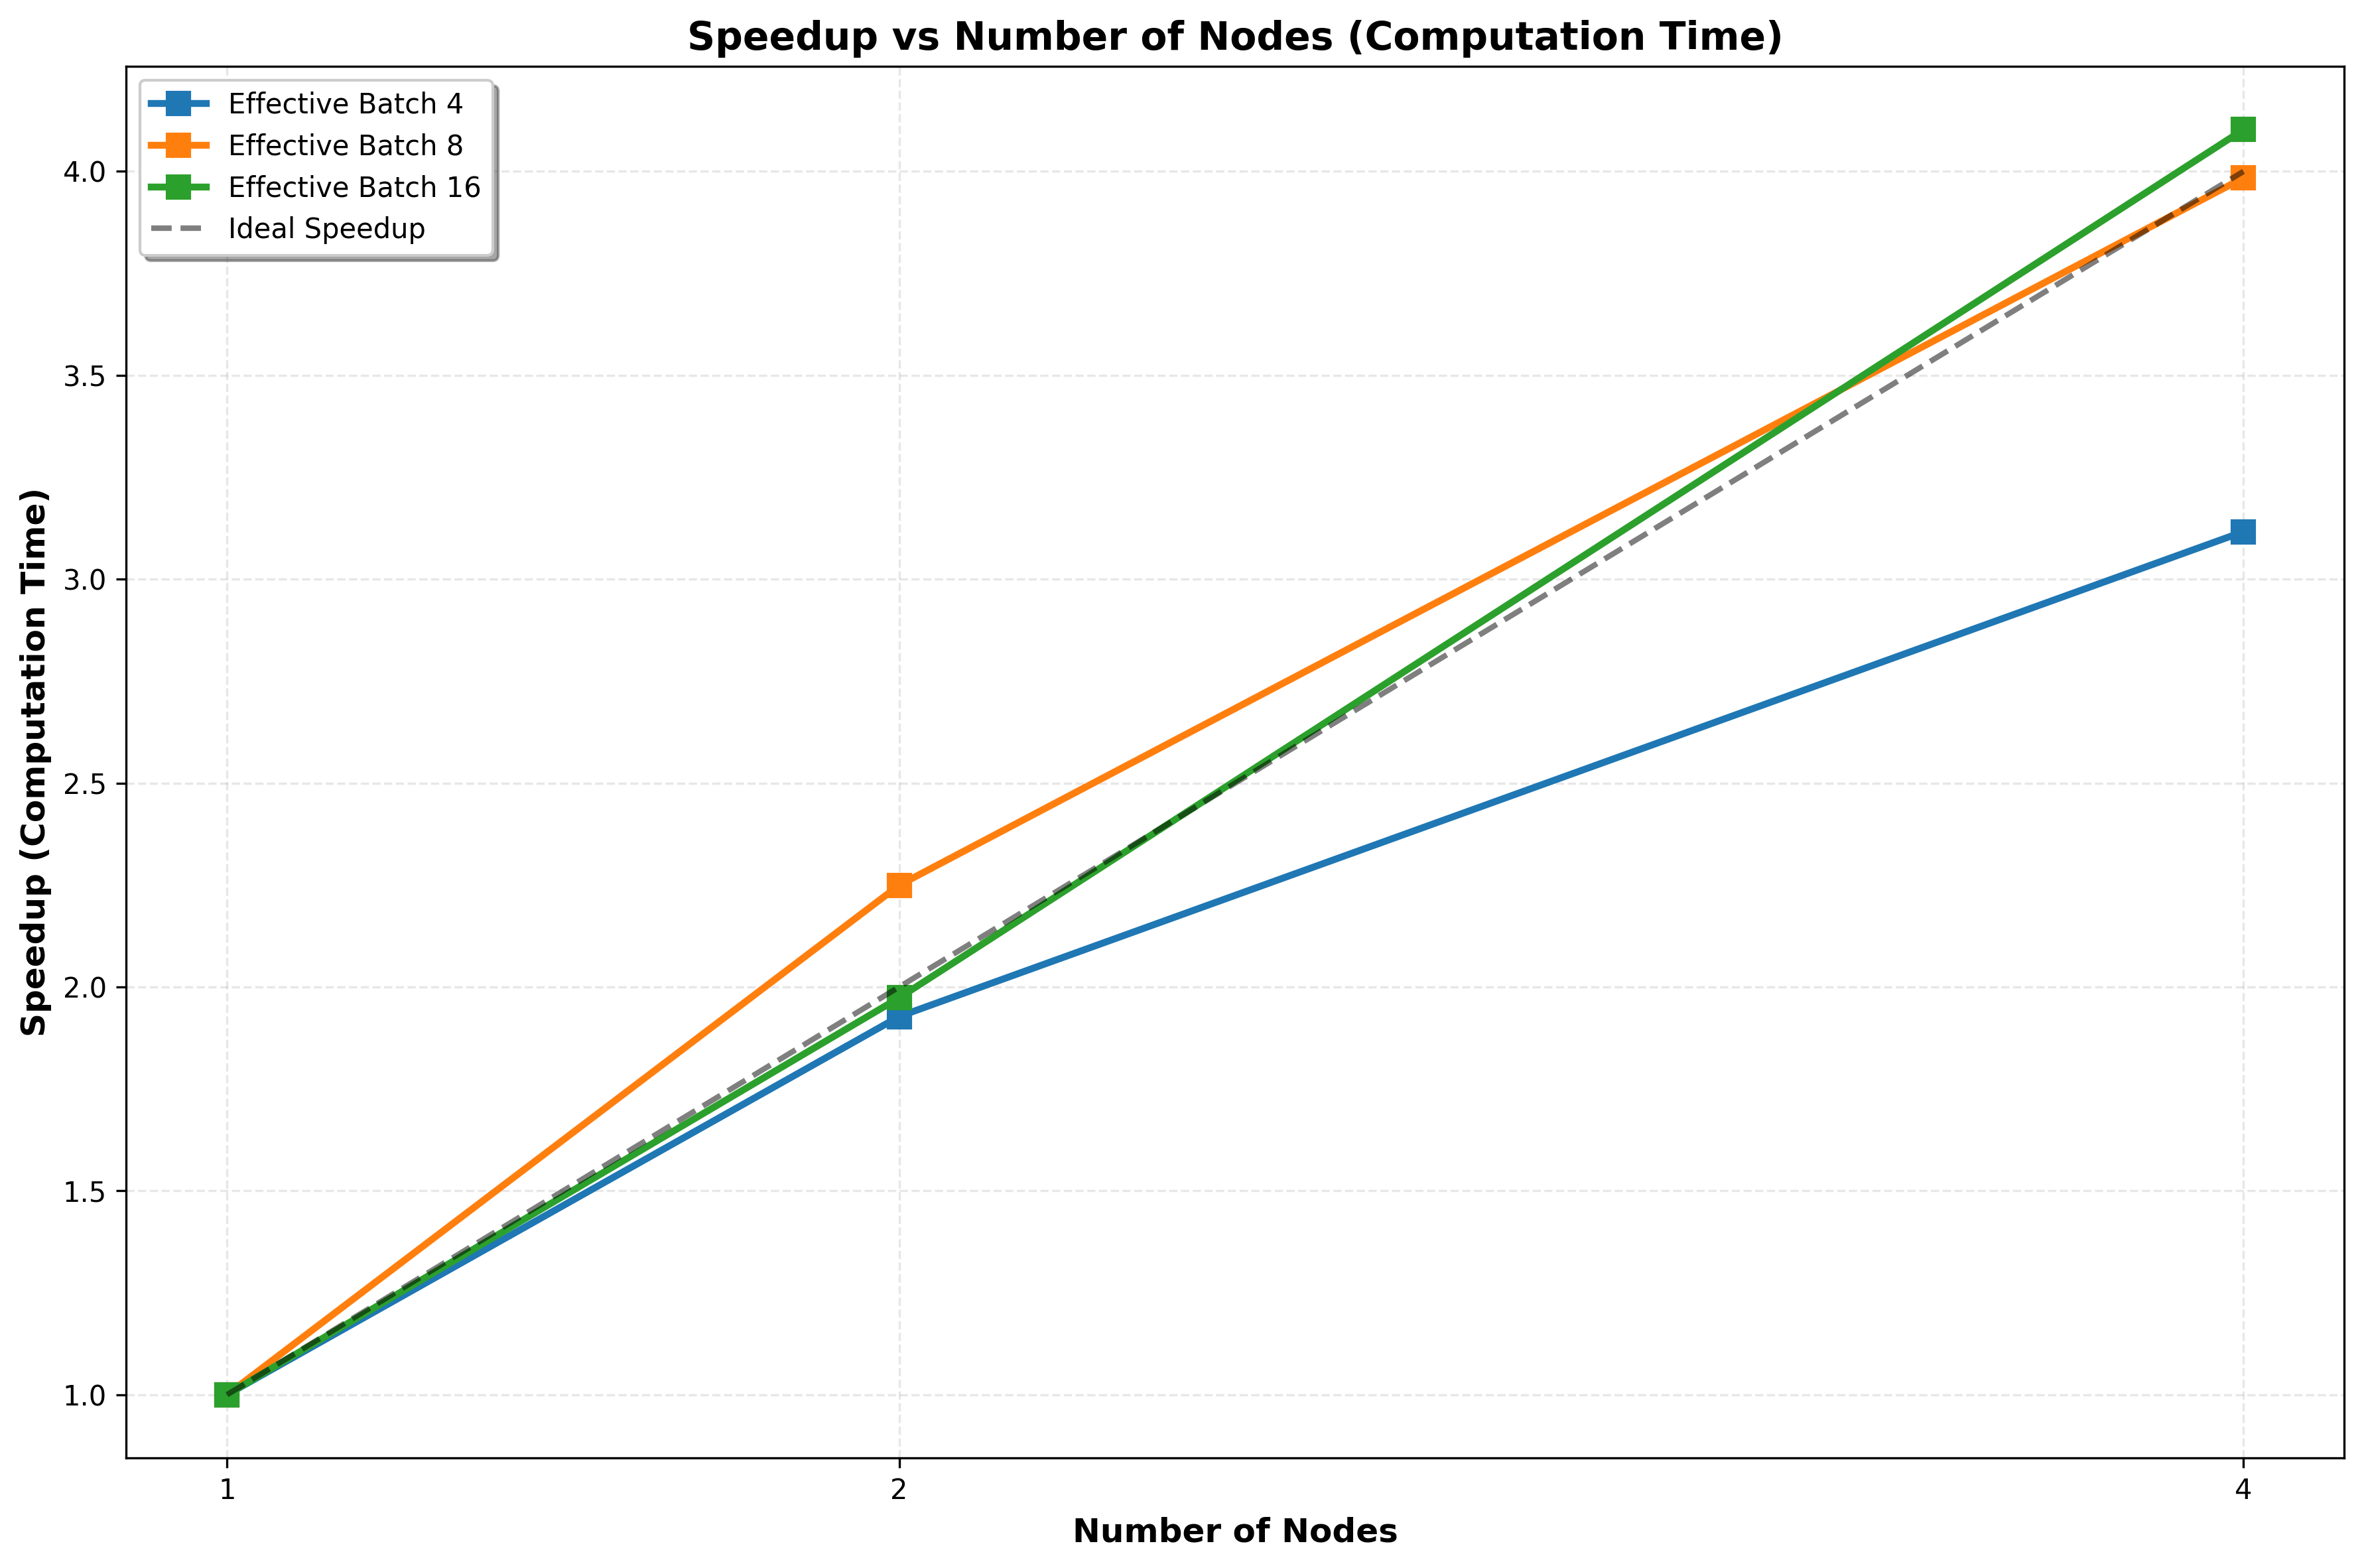 Speedup vs Number of Nodes (Computation Time)
Effective Batch 4
Effective Batch 8
Effective Batch 16
Ideal Speedup
Speedup (Computation Time)
4.0
3.5
3.0
2.5
2.0
1.5
1.0
1 2 4
Number of Nodes